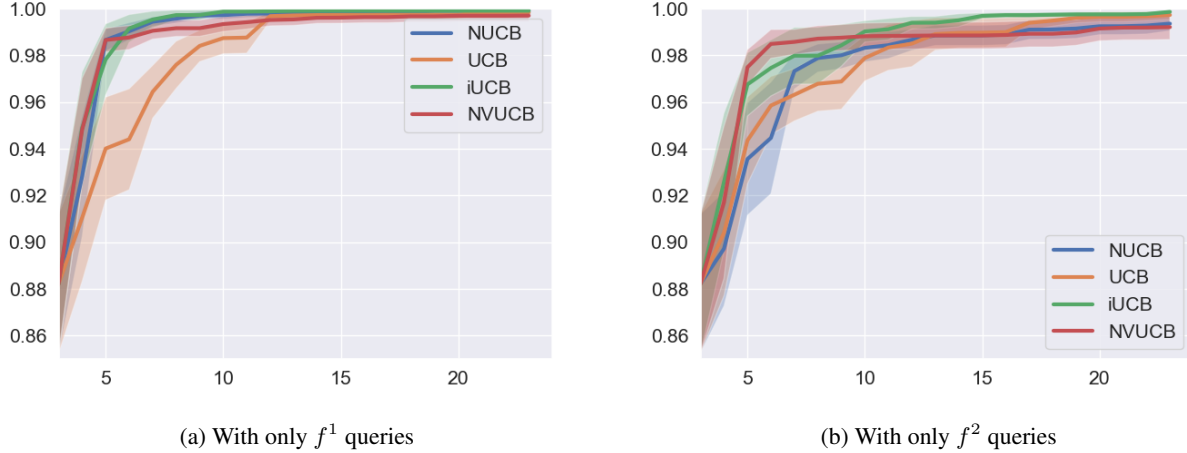 1.00
0.98
0.96
0.94
0.92
0.90
0.88
0.86
5 10 15 20
NUCB
UCB
iUCB
NVUCB
(a) With only f¹ queries
1.00
0.98
0.96
0.94
0.92
0.90
0.88
0.86
5 10 15 20
NUCB
UCB
iUCB
NVUCB
(b) With only f² queries